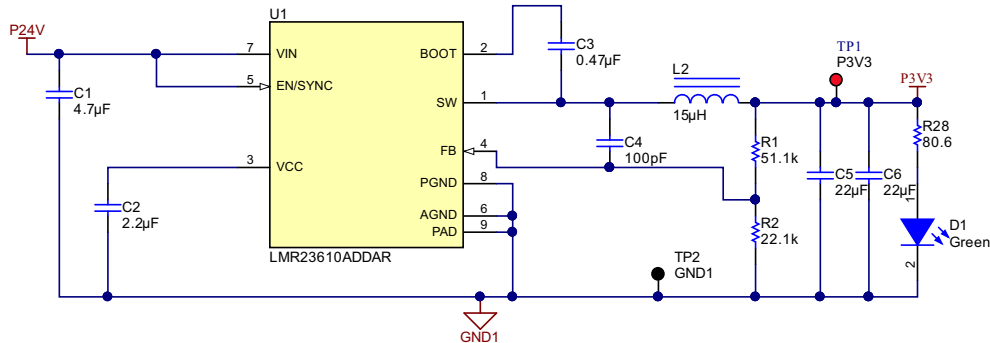 P24V
C1
4.7µF
C2
2.2µF
U1
7
VIN
5
EN/SYNC
3
VCC
BOOT
2
SW
1
FB
4
PGND
8
AGND
6
PAD
9
LMR23610ADDAR
C3
0.47µF
C4
100pF
L2
15µH
R1
51.1k
R2
22.1k
TP1
P3V3
TP2
GND1
C5
22µF
C6
22µF
P3V3
R28
80.6
1
D1
Green
2
GND1